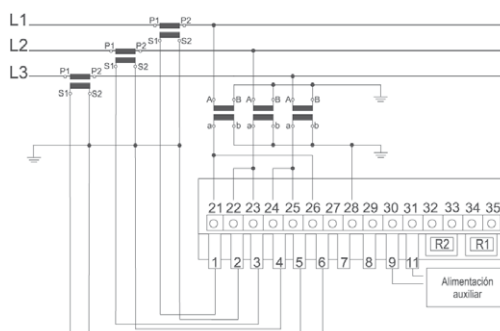 L1
P1 P2
L2
P1 P2
S1 S2
L3
P1 P2
S1 S2
S1 S2
A B A B A B
a b a b a b
21 22 23 24 25 26 27 28 29 30 31 32 33 34 35
R2 R1
1 2 3 4 5 6 7 8 9 11
Alimentación
auxiliar